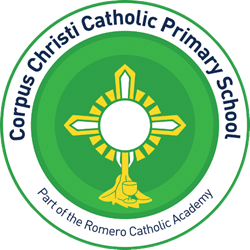 Corpus Christi Catholic Primary School
Part of the Romero Catholic Academy